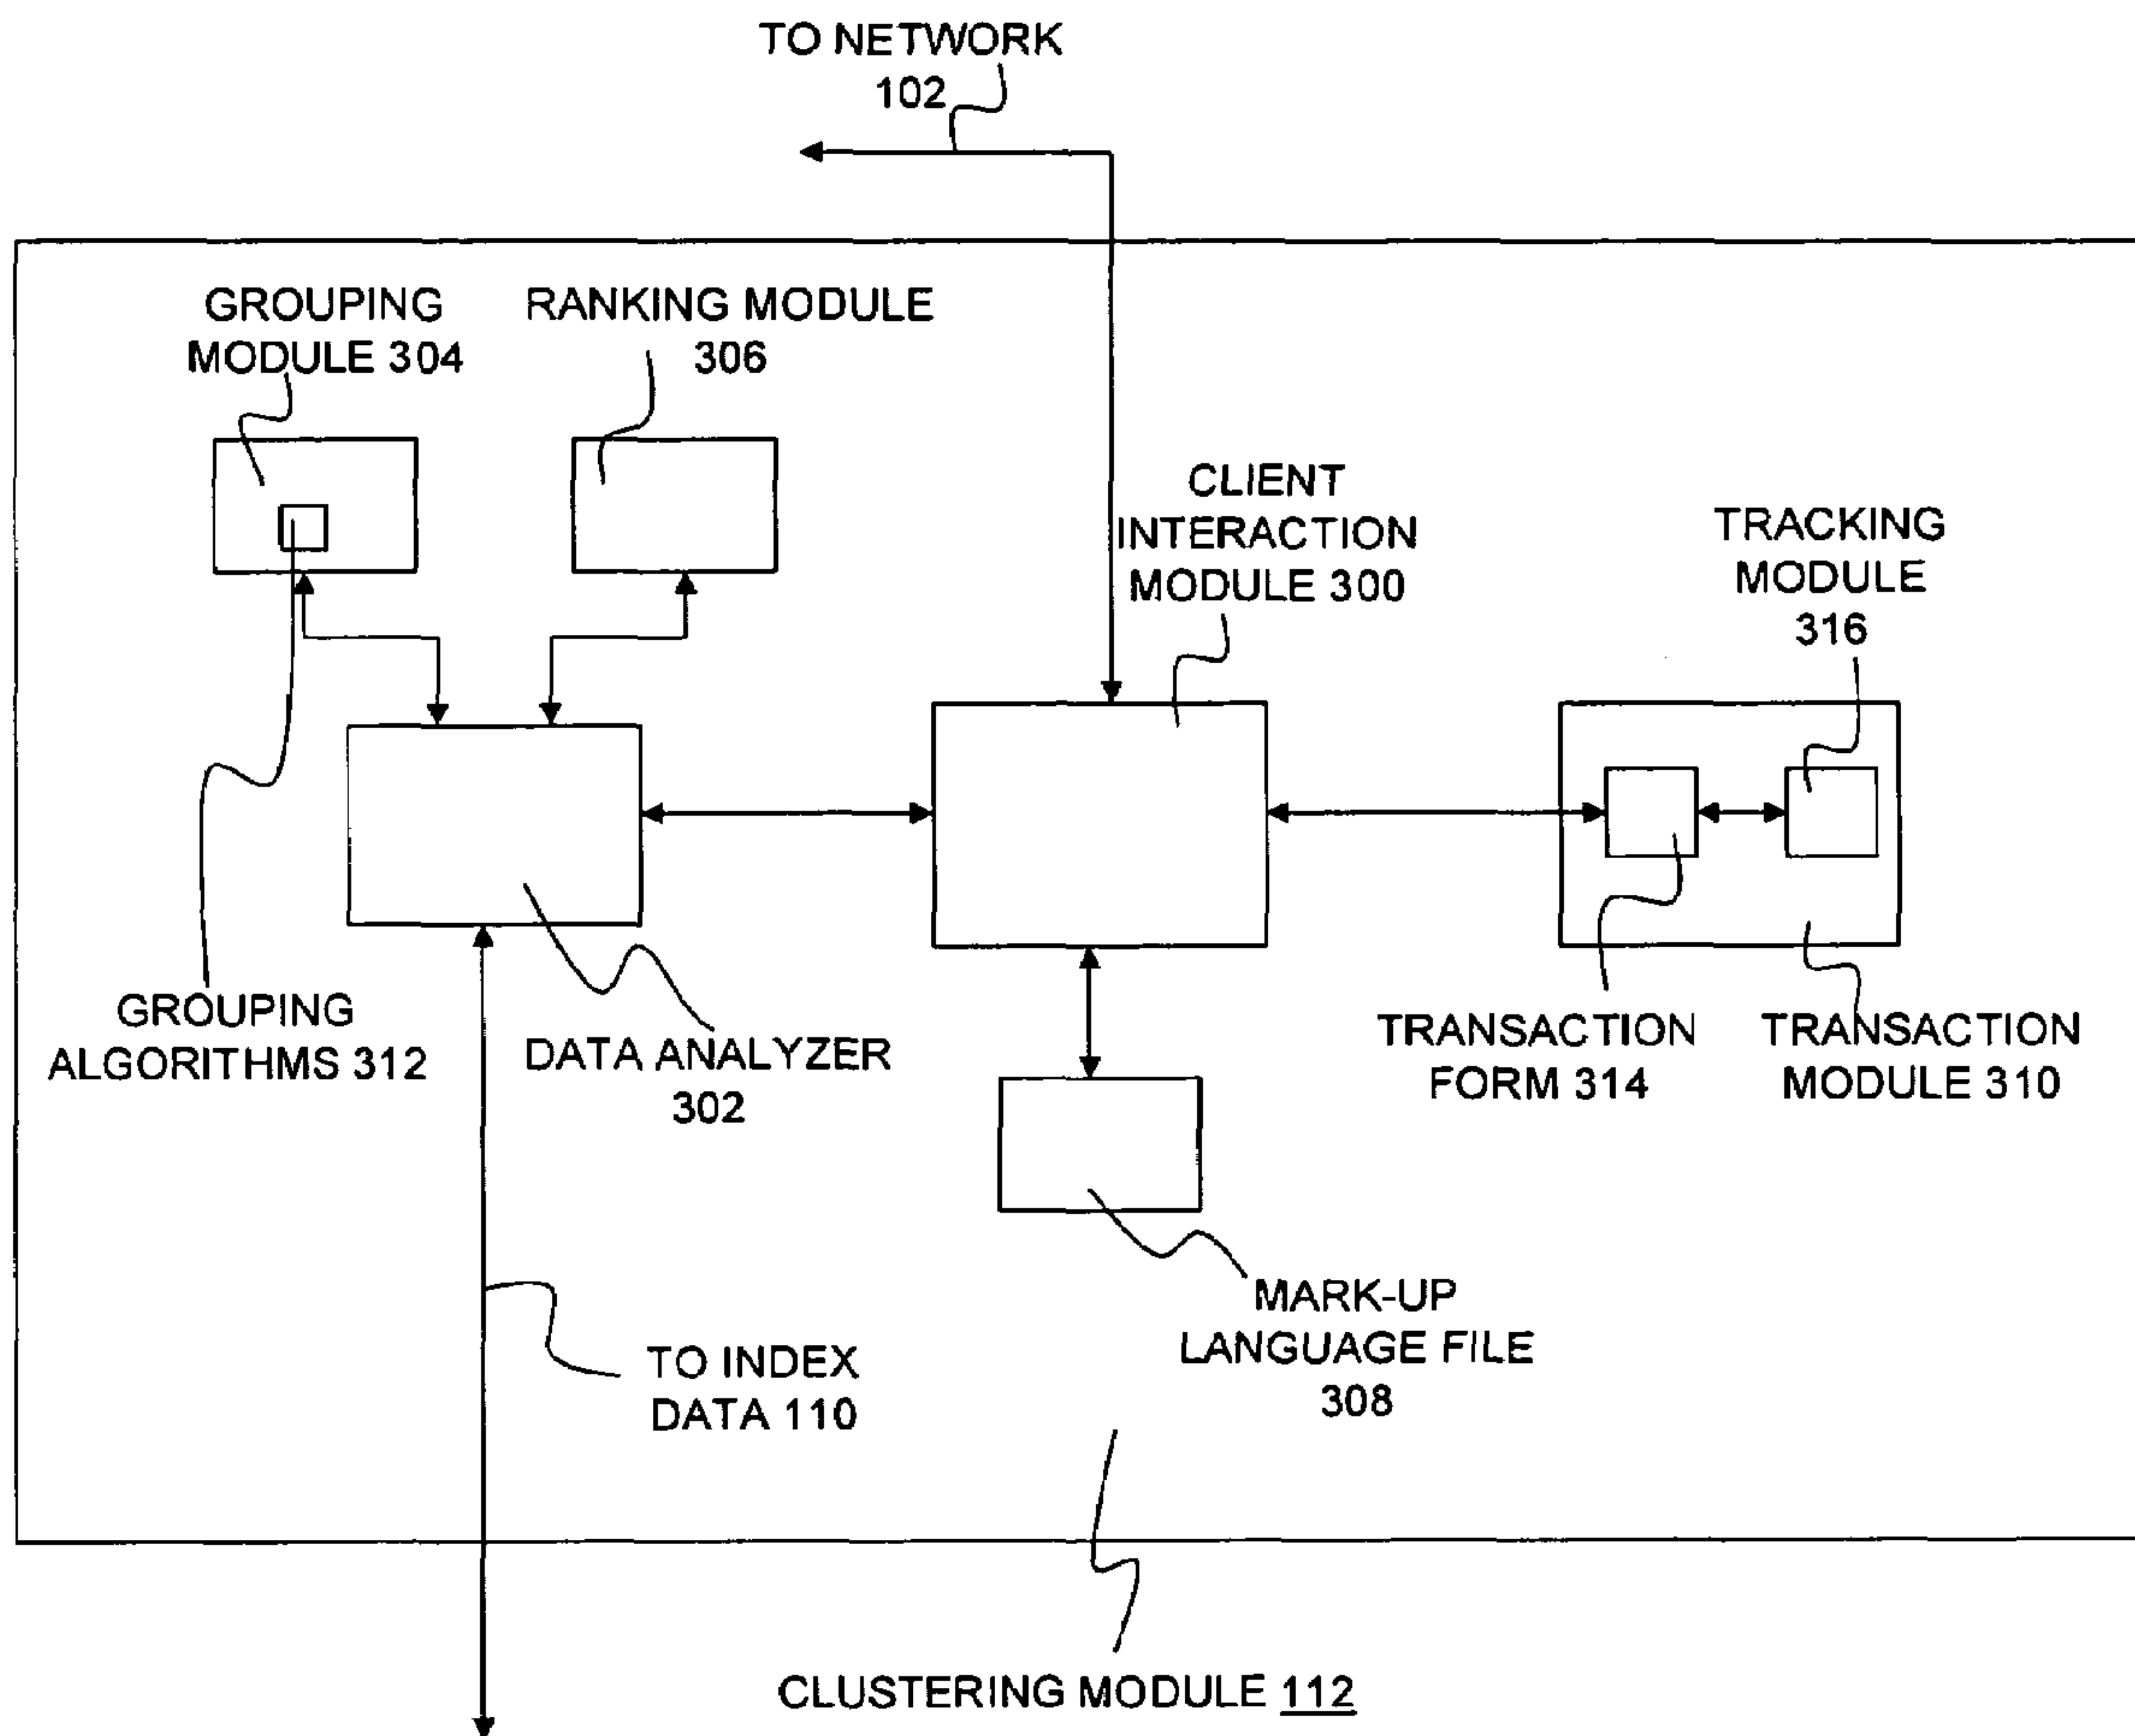 TO NETWORK
102
GROUPING
MODULE 304
RANKING MODULE
306
CLIENT
INTERACTION
MODULE 300
TRACKING
MODULE
316
GROUPING
ALGORITHMS 312
DATA ANALYZER
302
TRANSACTION
FORM 314
TRANSACTION
MODULE 310
MARK-UP
LANGUAGE FILE
308
TO INDEX
DATA 110
CLUSTERING MODULE 112